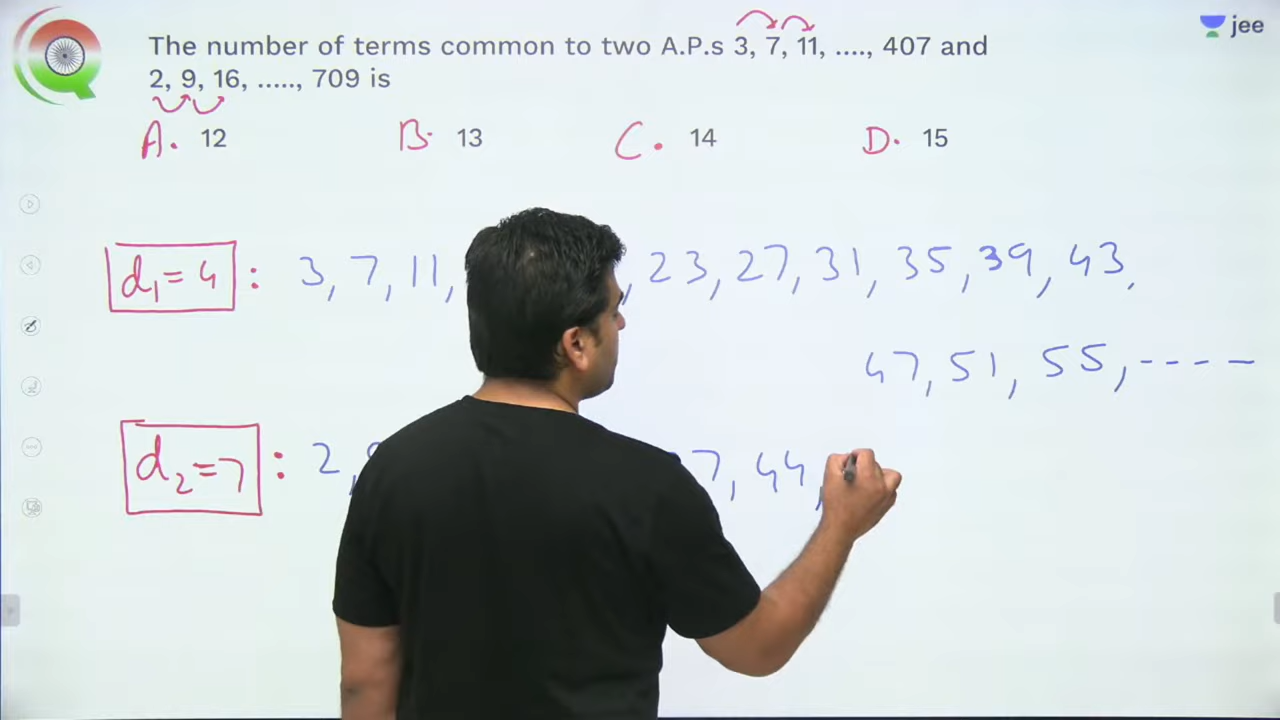 The number of terms common to two A.P.s 3, 7, 11, ...., 407 and
2, 9, 16, ....., 709 is
A. 12 B. 13 C. 14 D. 15
jee
d₁=4 : 3, 7, 11, 23, 27, 31, 35, 39, 43,
47, 51, 55, ----
d₂=7 : 2, 7, 44,